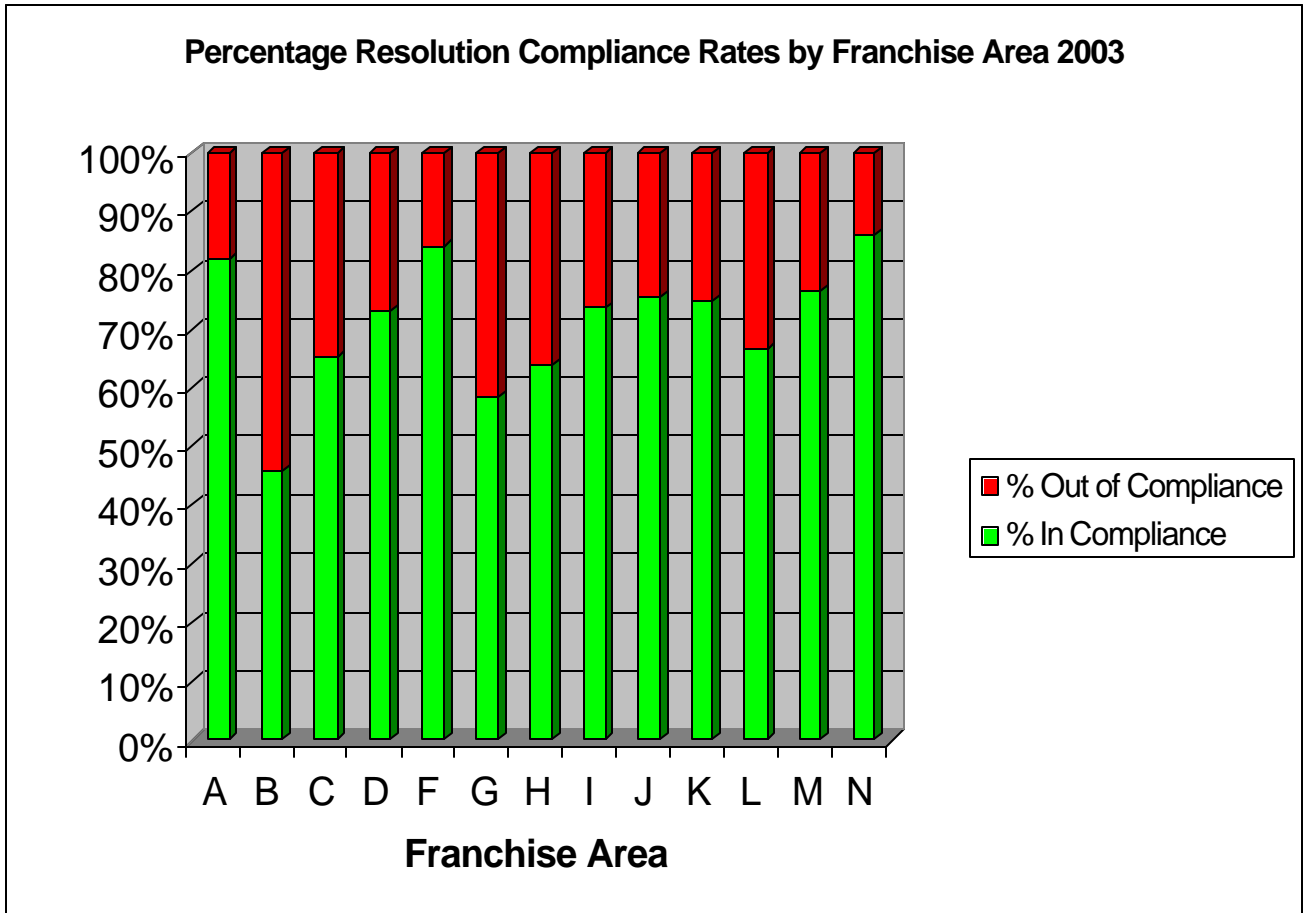 Percentage Resolution Compliance Rates by Franchise Area 2003
100%
90%
80%
70%
60%
50%
40%
30%
20%
10%
0%
A B C D F G H I J K L M N
Franchise Area
% Out of Compliance
% In Compliance